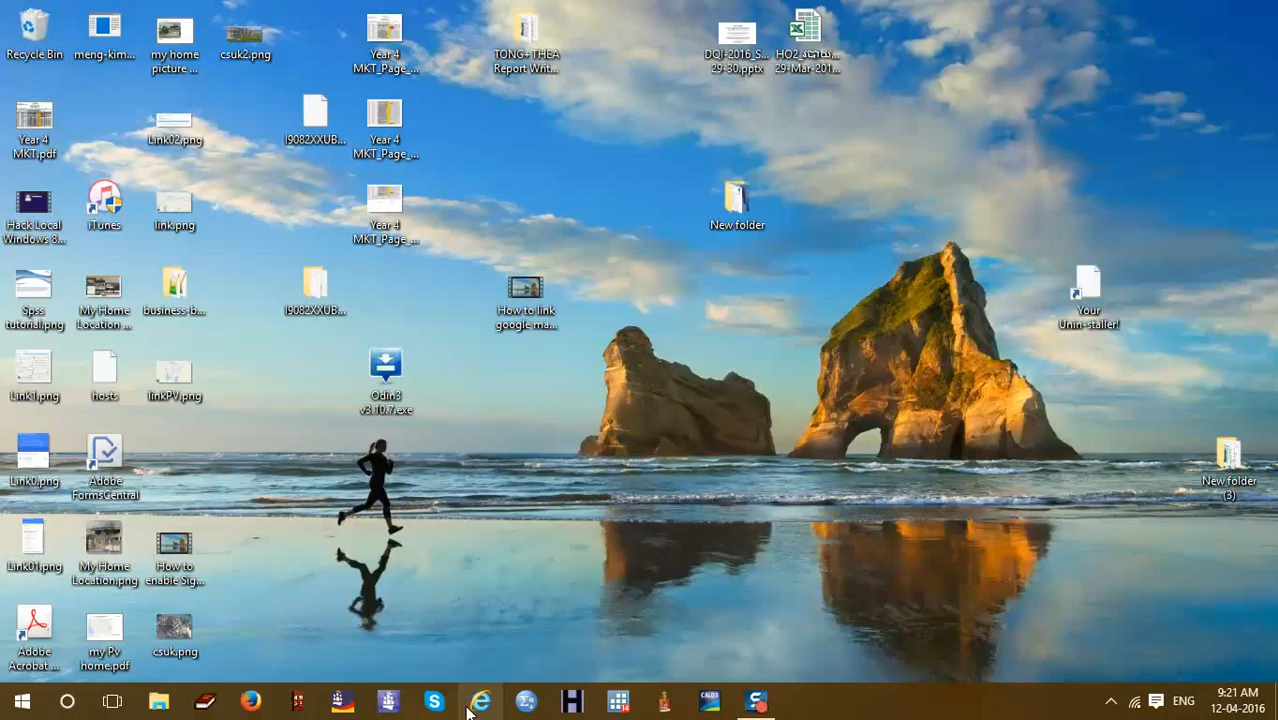 Recycle Bin
meng-kim...
my home
picture ...
csuk2.png
Year 4
MKT_Page_...
TONG+THEA
Report Writ...
DQI-2016_S...
29-30.pptx
29-Mar-201...
Year 4
MKT.pdf
Link02.png
I9082XXUB...
Year 4
MKT_Page_...
Hack Local
Windows 8...
iTunes
link.png
Year 4
MKT_Page_...
New folder
Spss
tutorial.png
My Home
Location ...
business-b...
I9082XXUB...
How to link
google ma...
Your
Unin-staller!
Link1.png
hosts
linkPV.png
Odin3
v3.10.7.exe
Link0.png
Adobe
FormsCentral
New folder
(3)
Link01.png
My Home
Location.png
How to
enable Sig...
Adobe
Acrobat ...
my Pv
home.pdf
csuk.png
ENG
9:21 AM
12-04-2016